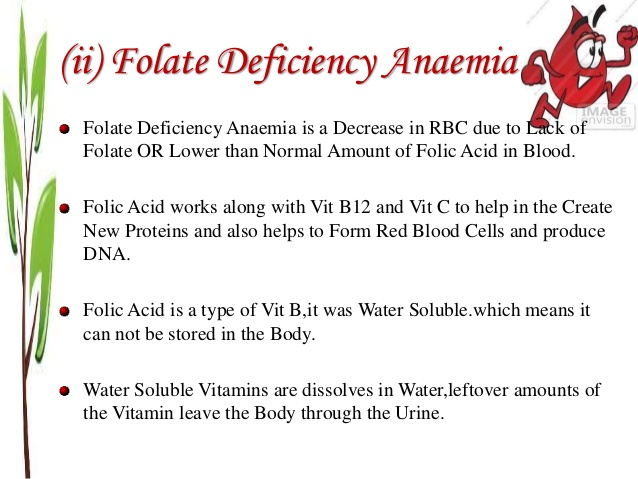 (ii) Folate Deficiency Anaemia
IMAGE
envision
Folate Deficiency Anaemia is a Decrease in RBC due to Lack of
Folate OR Lower than Normal Amount of Folic Acid in Blood.
Folic Acid works along with Vit B12 and Vit C to help in the Create
New Proteins and also helps to Form Red Blood Cells and produce
DNA.
Folic Acid is a type of Vit B,it was Water Soluble.which means it
can not be stored in the Body.
Water Soluble Vitamins are dissolves in Water,leftover amounts of
the Vitamin leave the Body through the Urine.